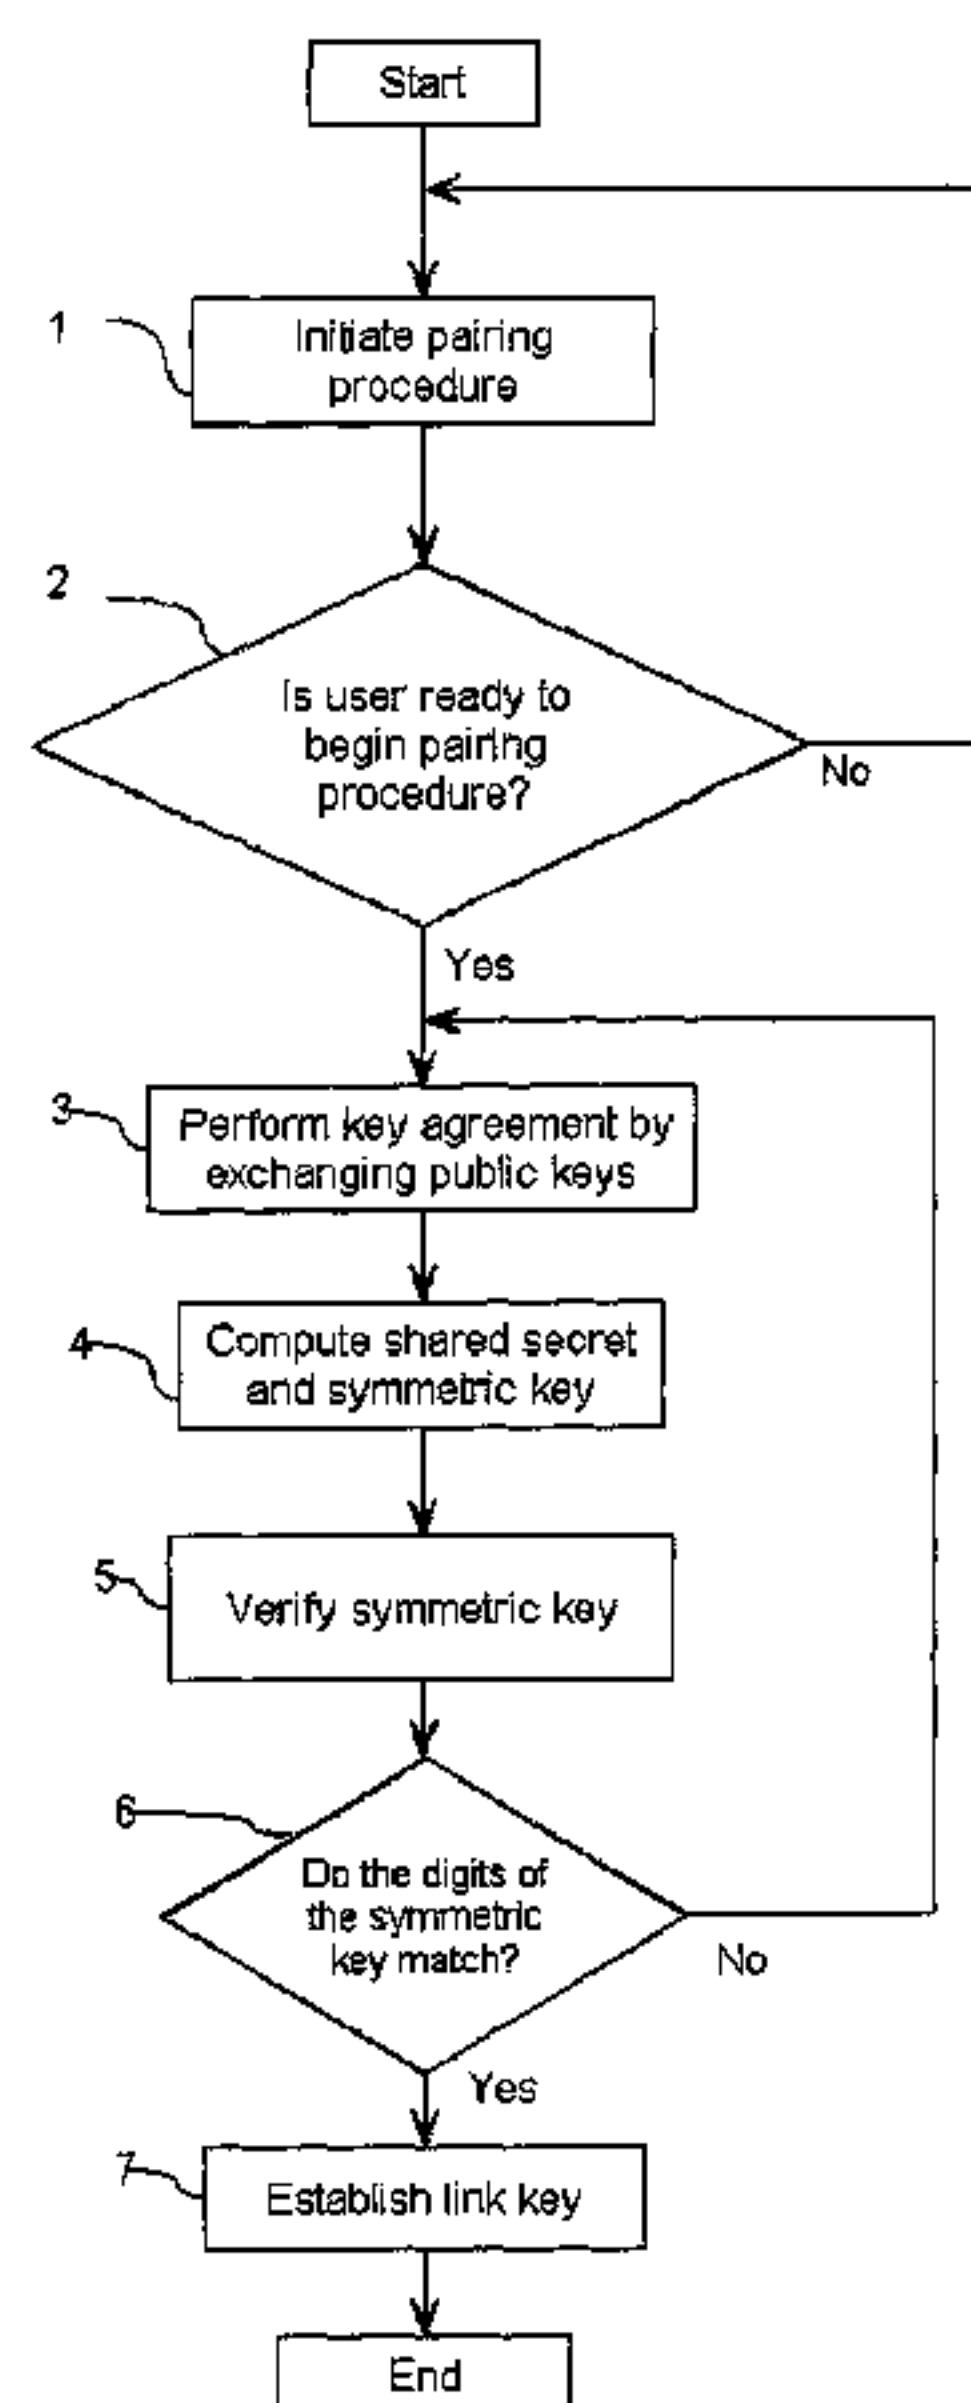 Start
1
Initiate pairing
procedure
2
Is user ready to
begin pairing
procedure?
No
Yes
3
Perform key agreement by
exchanging public keys
4
Compute shared secret
and symmetric key
5
Verify symmetric key
6
Do the digits of
the symmetric
key match?
No
Yes
7
Establish link key
End